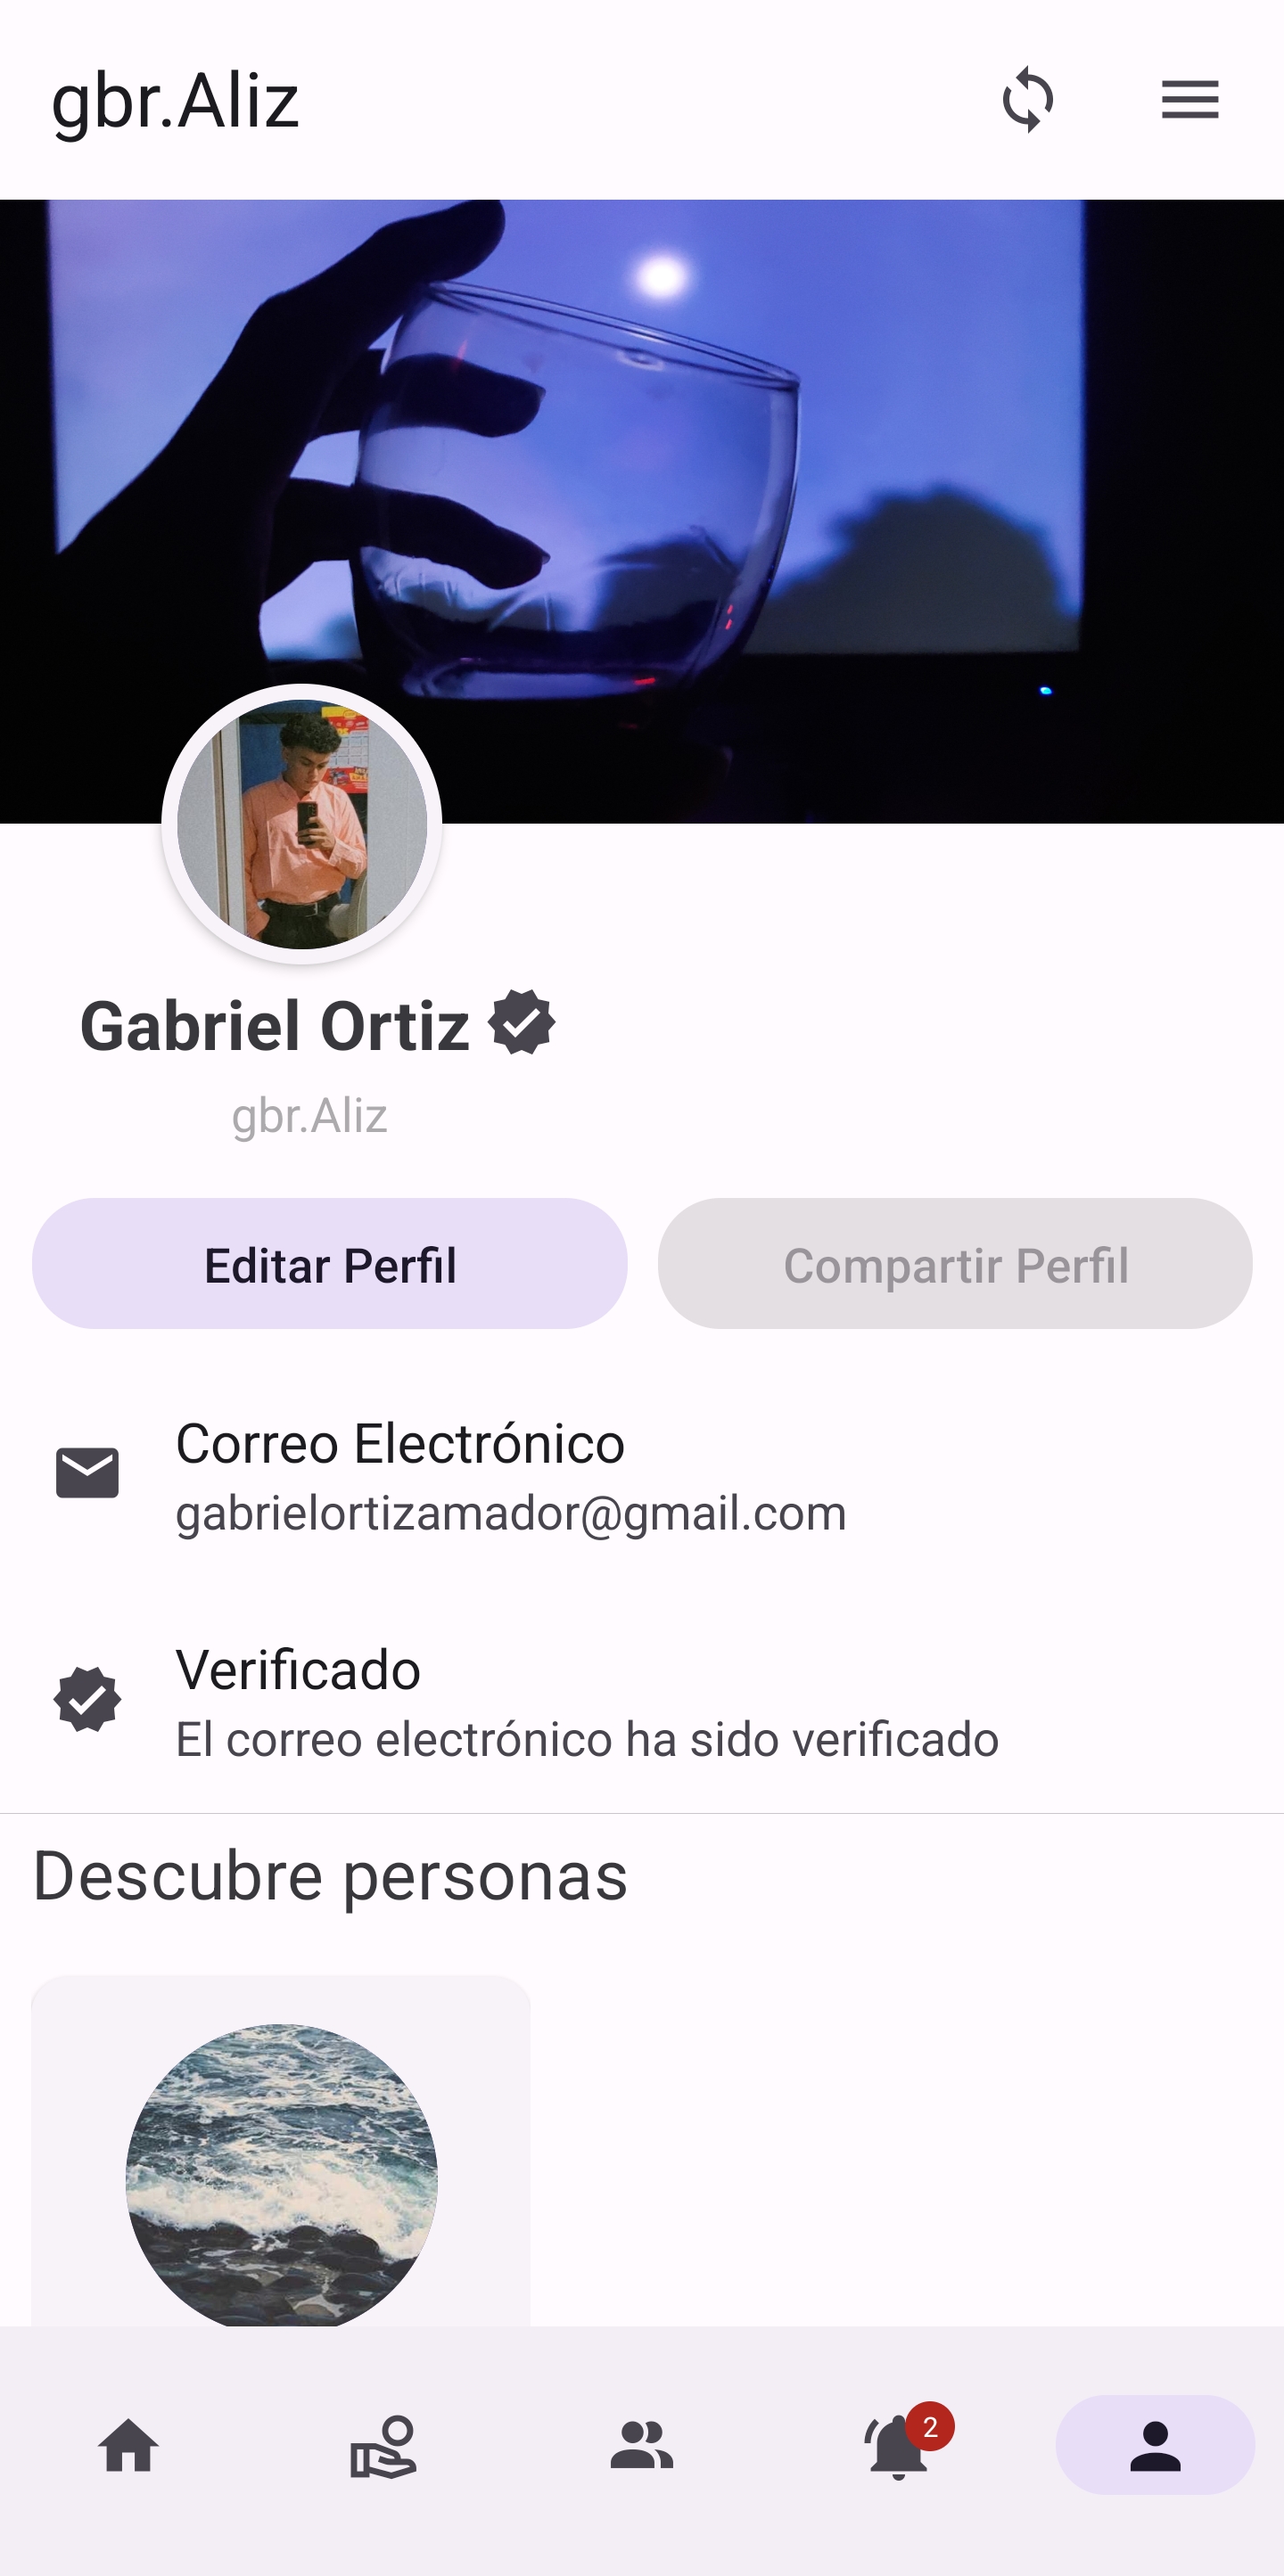 gbr.Aliz
Gabriel Ortiz
gbr.Aliz
Editar Perfil
Compartir Perfil
Correo Electrónico
gabrielortizamador@gmail.com
Verificado
El correo electrónico ha sido verificado
Descubre personas
2